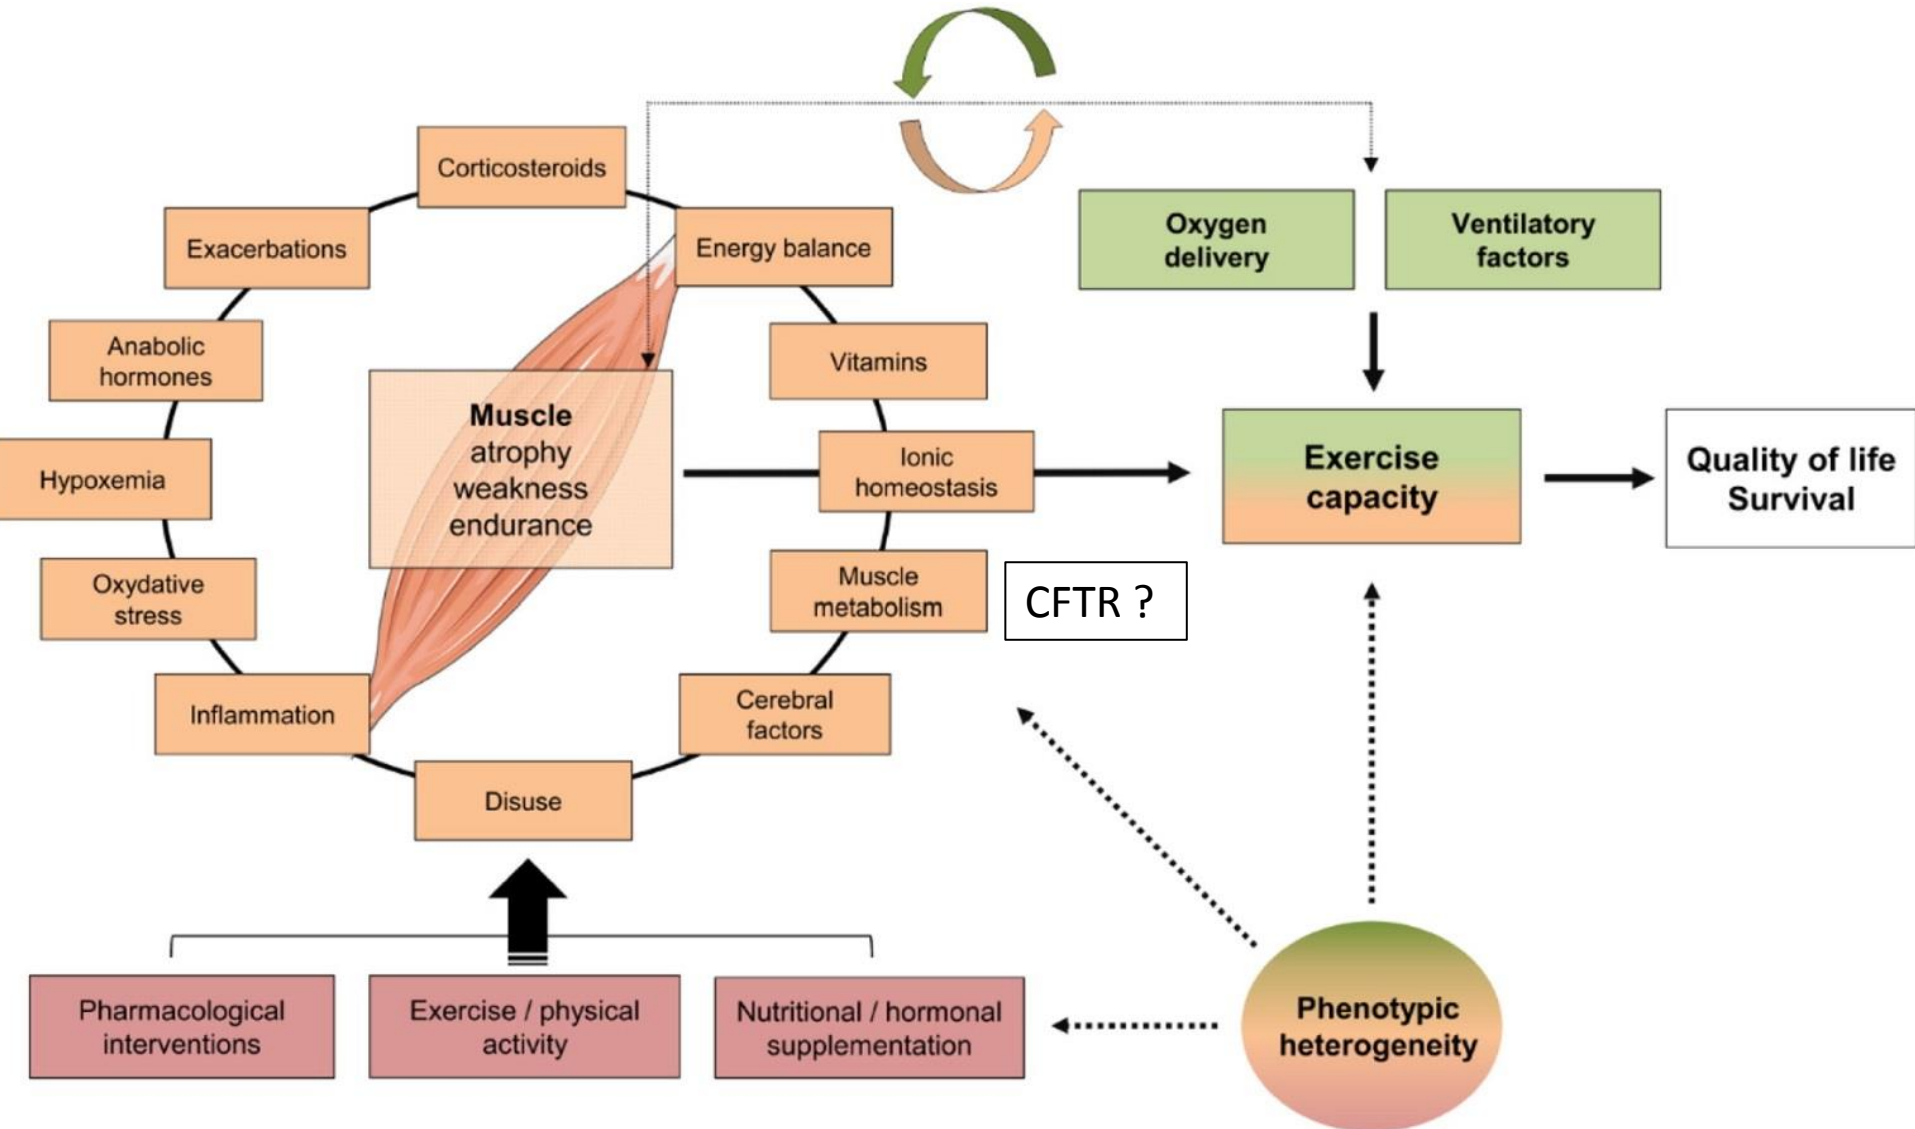 Corticosteroids
Exacerbations
Energy balance
Oxygen
delivery
Ventilatory
factors
Anabolic
hormones
Vitamins
Muscle
atrophy
weakness
endurance
Hypoxemia
Ionic
homeostasis
Exercise
capacity
Quality of life
Survival
Oxydative
stress
Muscle
metabolism
CFTR ?
Inflammation
Cerebral
factors
Disuse
Pharmacological
interventions
Exercise / physical
activity
Nutritional / hormonal
supplementation
Phenotypic
heterogeneity